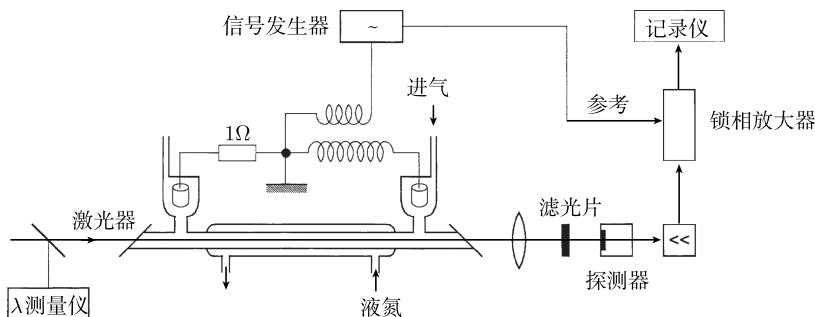 信号发生器
~
记录仪
进气
参考
锁相放大器
1Ω
激光器
滤光片
<<
探测器
λ测量仪
液氮